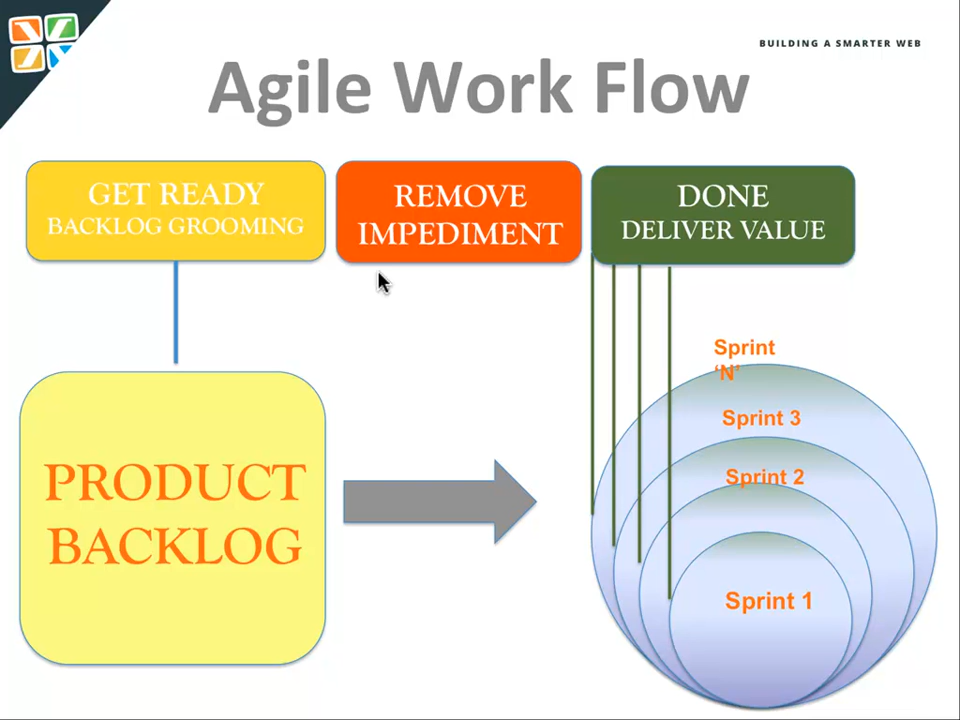 BUILDING A SMARTER WEB
Agile Work Flow
GET READY
BACKLOG GROOMING
REMOVE
IMPEDIMENT
DONE
DELIVER VALUE
PRODUCT
BACKLOG
Sprint
‘N’
Sprint 3
Sprint 2
Sprint 1